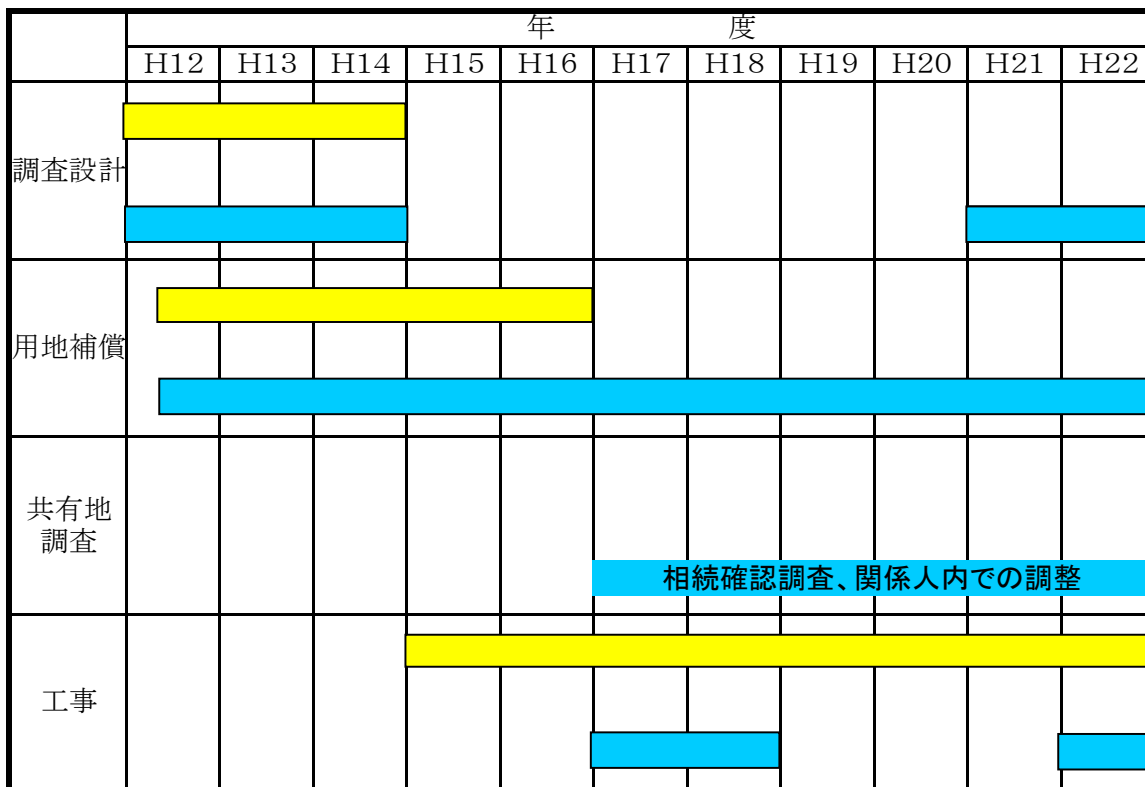 年度
H12 H13 H14 H15 H16 H17 H18 H19 H20 H21 H22
調査設計
用地補償
共有地
調査
相続確認調査、関係人内での調整
工事